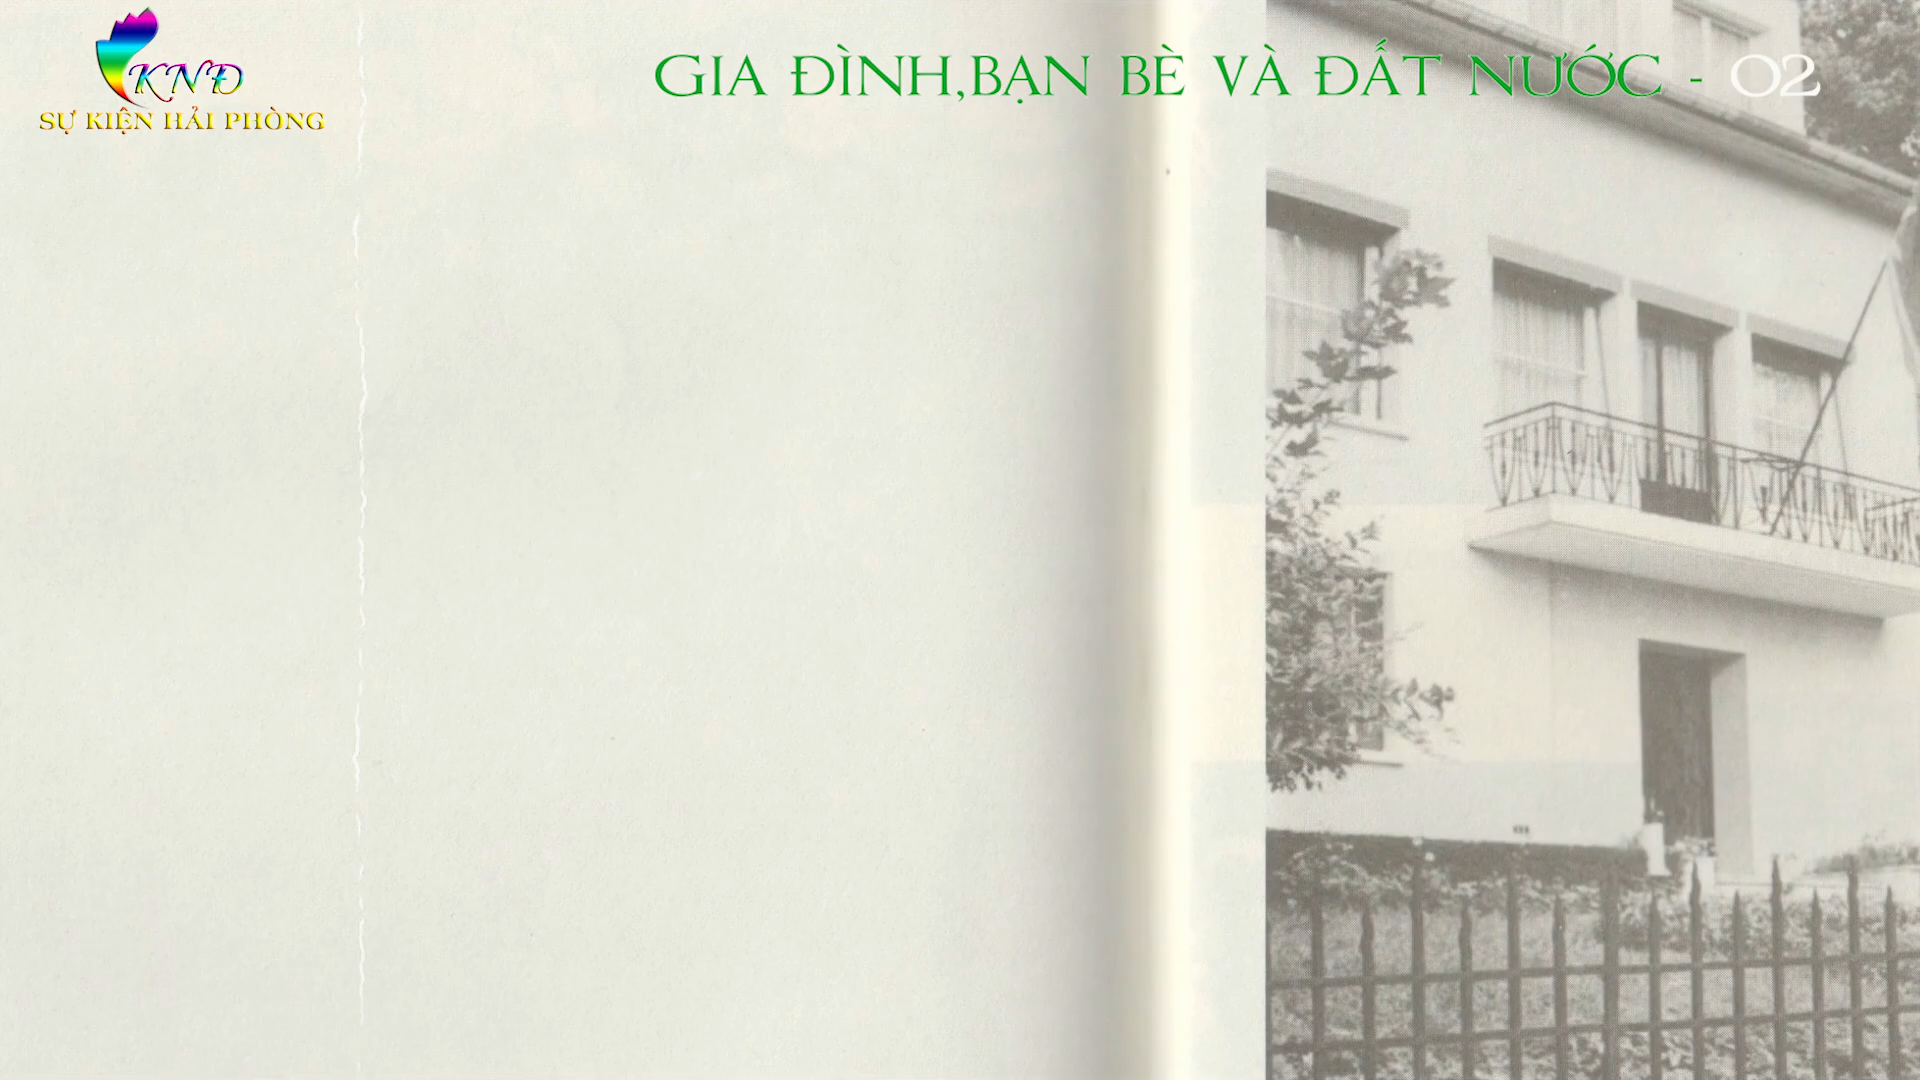 KNĐ
SỰ KIỆN HẢI PHÒNG
GIA ĐÌNH,BẠN BÈ VÀ ĐẤT NƯỚC - 02